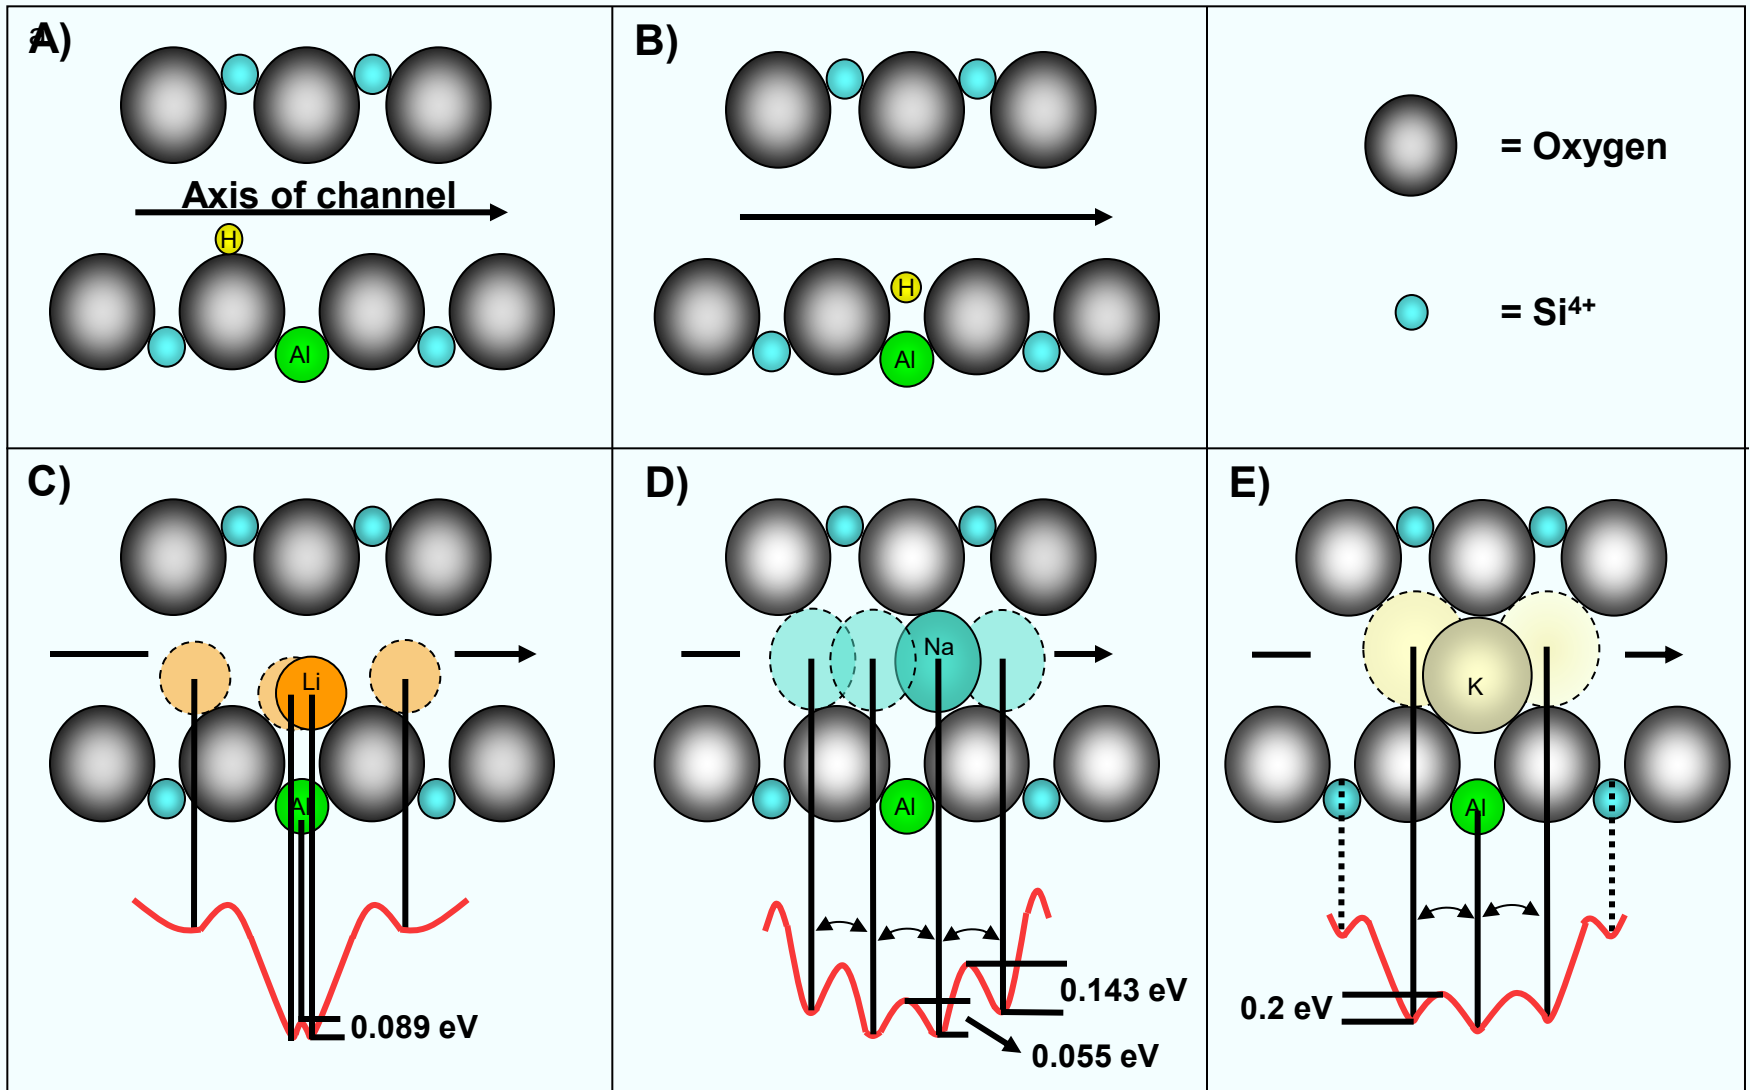 a
A)
Axis of channel
H
Al
B)
H
Al
= Oxygen
= Si⁴⁺
C)
Li
Al
0.089 eV
D)
Na
Al
0.143 eV
0.055 eV
E)
K
Al
0.2 eV